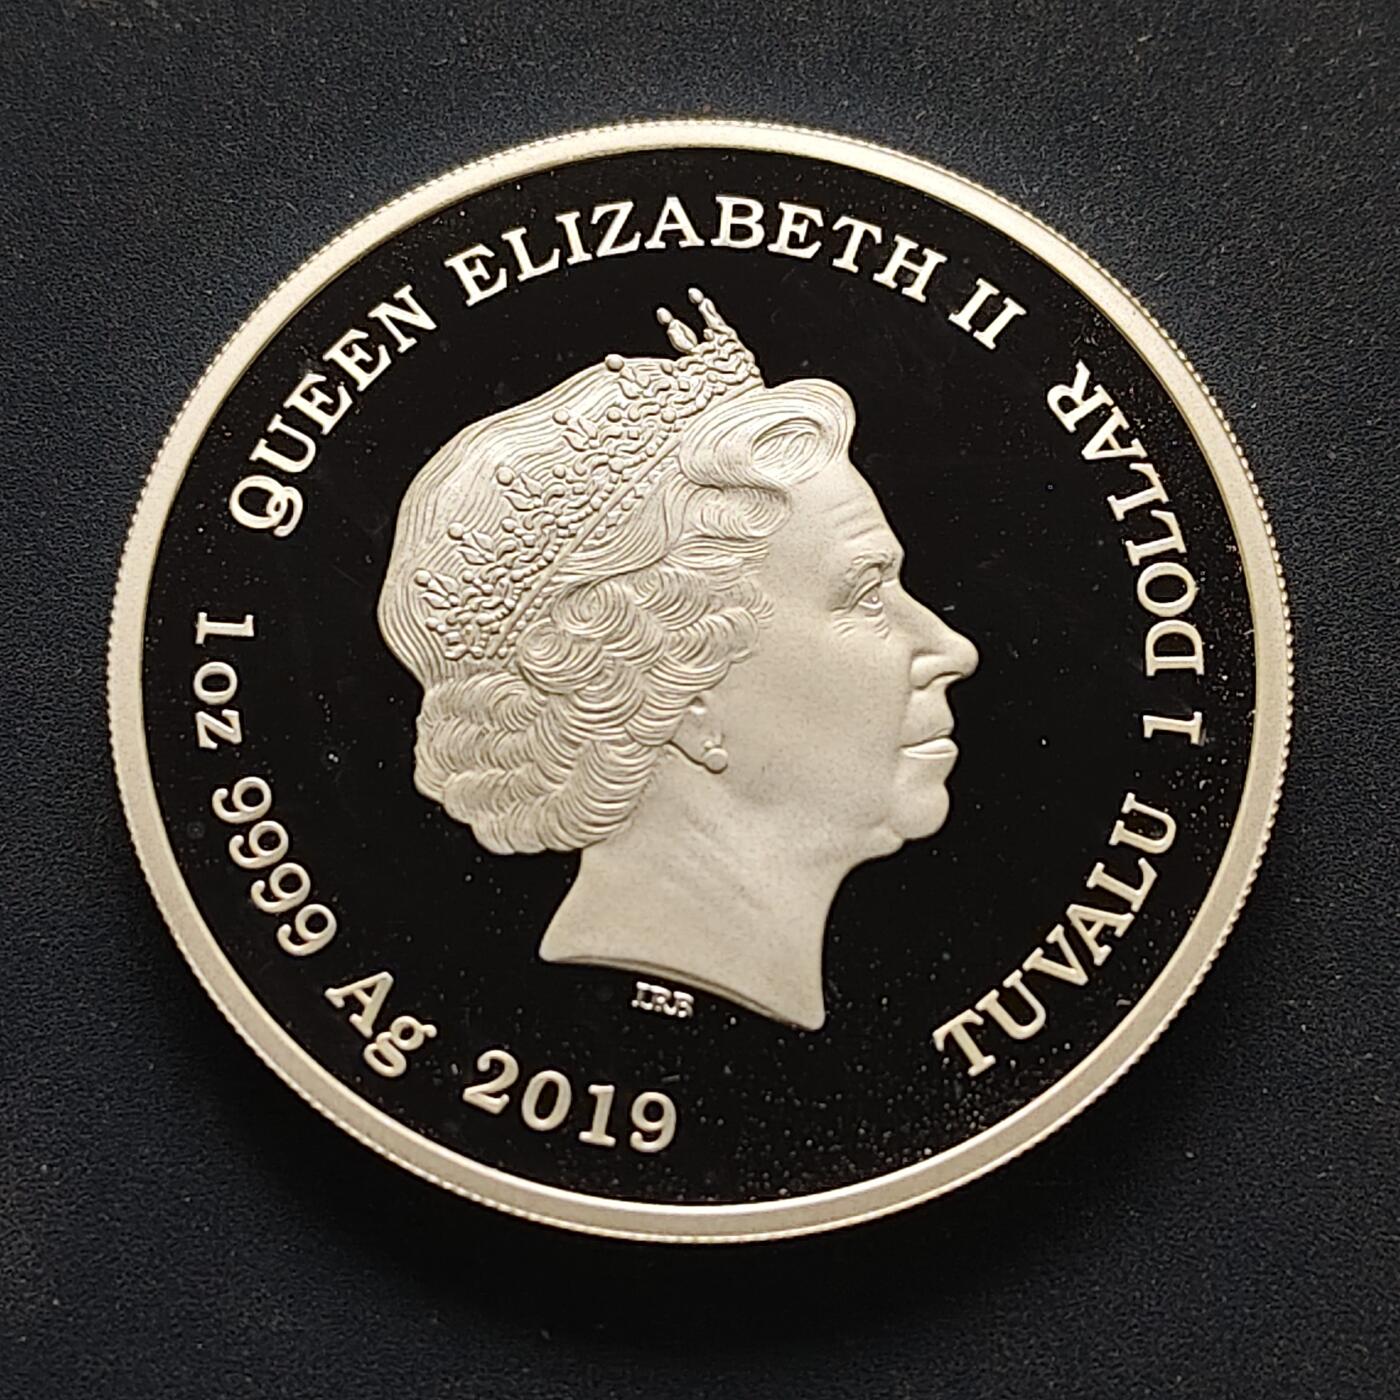 QUEEN ELIZABETH II
TUVALU 1 DOLLAR
1oz 9999 Ag 2019
IRB